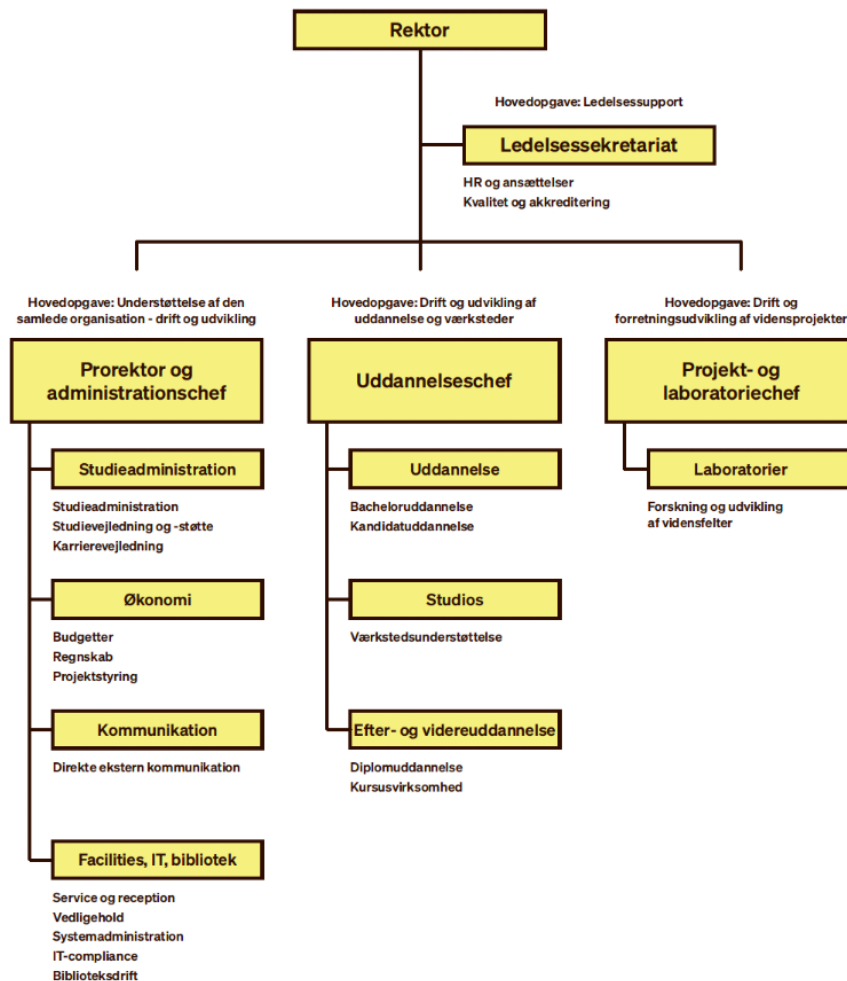 Rektor
Hovedopgave: Ledelsessupport
Ledelsessekretariat
HR og ansættelser
Kvalitet og akkreditering
Hovedopgave: Understøttelse af den
samlede organisation - drift og udvikling
Prorektor og
administrationschef
Studieadministration
Studieadministration
Studievejledning og -støtte
Karrierevejledning
Økonomi
Budgetter
Regnskab
Projektstyring
Kommunikation
Direkte ekstern kommunikation
Facilities, IT, bibliotek
Service og reception
Vedligehold
Systemadministration
IT-compliance
Biblioteksdrift
Hovedopgave: Drift og udvikling af
uddannelse og værksteder
Uddannelseschef
Uddannelse
Bacheloruddannelse
Kandidatuddannelse
Studios
Værkstedsunderstøttelse
Efter- og videreuddannelse
Diplomuddannelse
Kursusvirksomhed
Hovedopgave: Drift og
forretningsudvikling af vidensprojekter
Projekt- og
laboratoriechef
Laboratorier
Forskning og udvikling
af vidensfelter